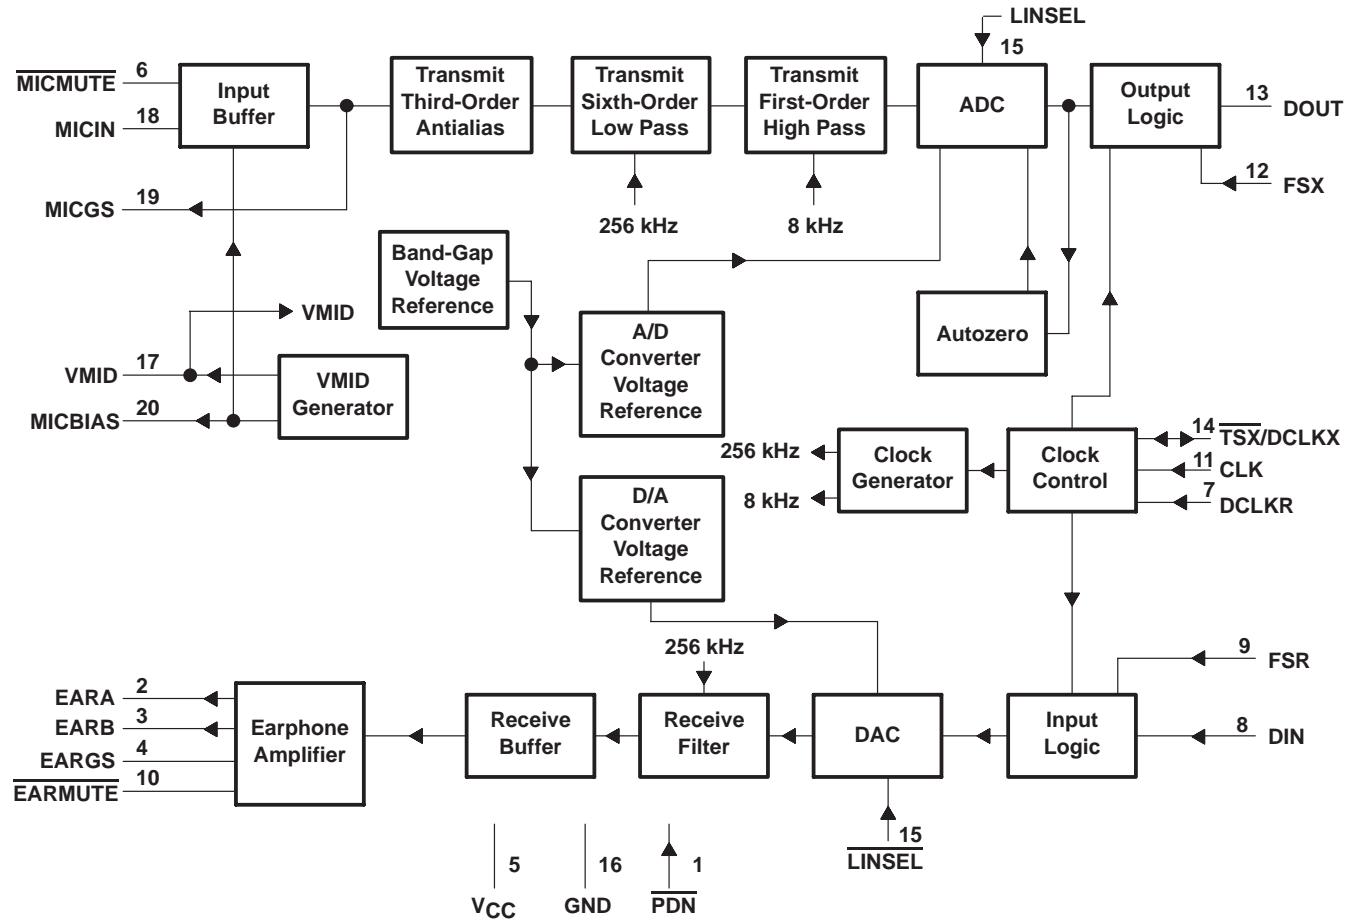 LINSEL
15
MICMUTE
6
MICIN
18
Input
Buffer
Transmit
Third-Order
Antialias
Transmit
Sixth-Order
Low Pass
Transmit
First-Order
High Pass
ADC
Output
Logic
13
DOUT
12
FSX
MICGS
19
256 kHz
8 kHz
Band-Gap
Voltage
Reference
VMID
A/D
Converter
Voltage
Reference
Autozero
VMID
17
MICBIAS
20
VMID
Generator
256 kHz
8 kHz
Clock
Generator
Clock
Control
14
TSX/DCLKX
11
CLK
7
DCLKR
D/A
Converter
Voltage
Reference
256 kHz
9
FSR
EARA
2
EARB
3
EARGS
4
EARMUTE
10
Earphone
Amplifier
Receive
Buffer
Receive
Filter
DAC
Input
Logic
8
DIN
15
LINSEL
5
VCC
16
GND
1
PDN